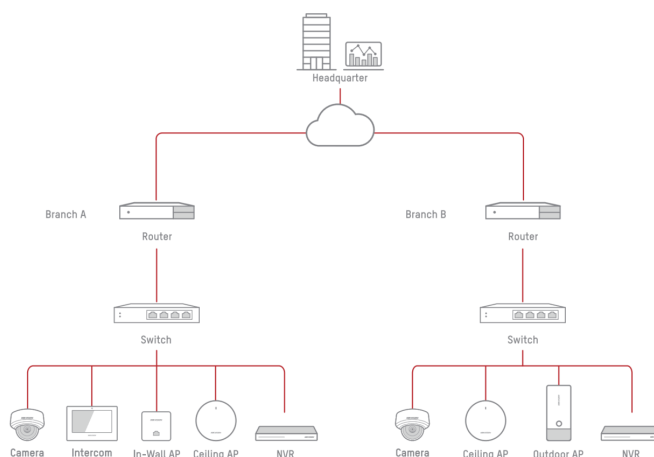 Headquarter
Branch A
Branch B
Router
Router
Switch
Switch
Camera
Intercom
In-Wall AP
Ceiling AP
NVR
Camera
Ceiling AP
Outdoor AP
NVR